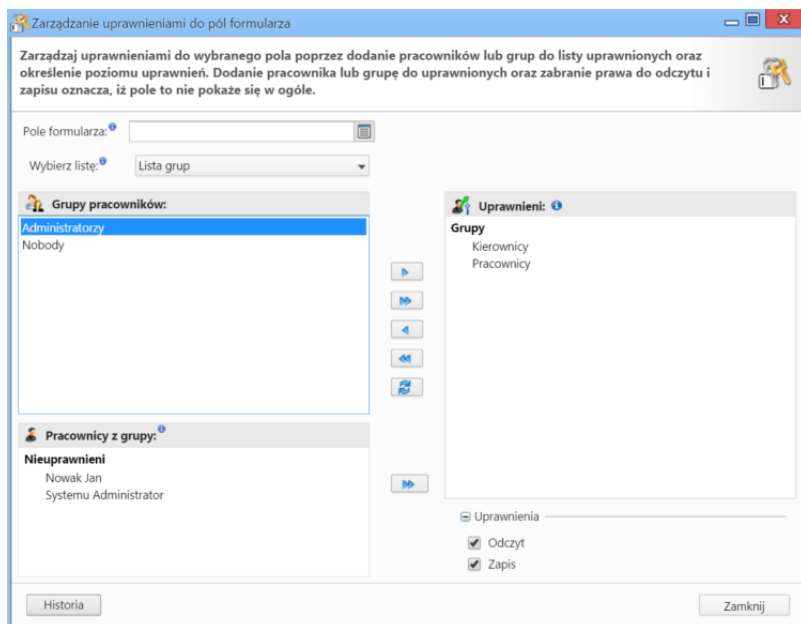 Zarządzanie uprawnieniami do pól formularza
Zarządzaj uprawnieniami do wybranego pola poprzez dodanie pracowników lub grup do listy uprawnionych oraz
określenie poziomu uprawnień. Dodanie pracownika lub grupę do uprawnionych oraz zabranie prawa do odczytu i
zapisu oznacza, iż pole to nie pokaże się w ogóle.
Pole formularza:
Wybierz listę:
Lista grup
Grupy pracowników:
Administratorzy
Nobody
Uprawnieni:
Grupy
Kierownicy
Pracownicy
Pracownicy z grupy:
Nieuprawnieni
Nowak Jan
Systemu Administrator
Uprawnienia
Odczyt
Zapis
Historia
Zamknij